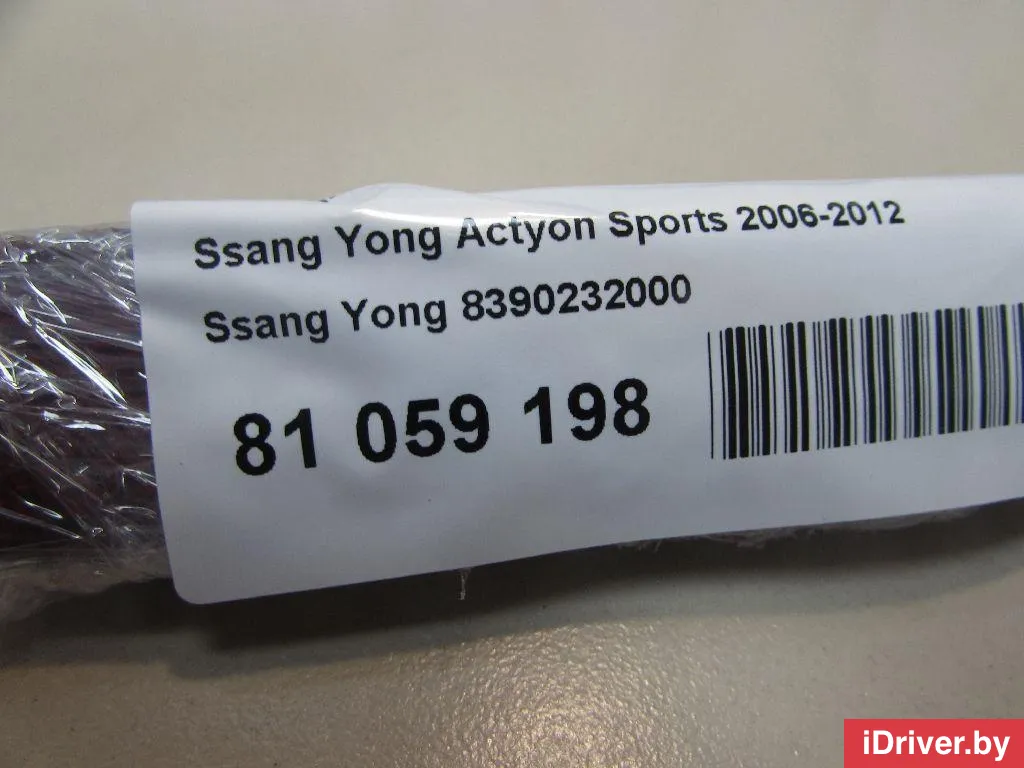 Ssang Yong Actyon Sports 2006-2012
Ssang Yong 8390232000
81 059 198
iDriver.by